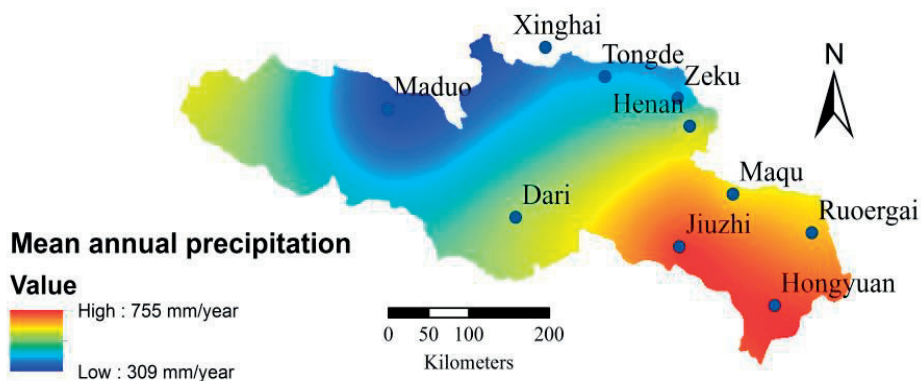 Xinghai
Tongde
Zeku
N
Maduo
Henan
Maqu
Dari
Ruoergai
Jiuzhi
Mean annual precipitation
Value
Hongyuan
High : 755 mm/year
Low : 309 mm/year
0 50 100 200
Kilometers